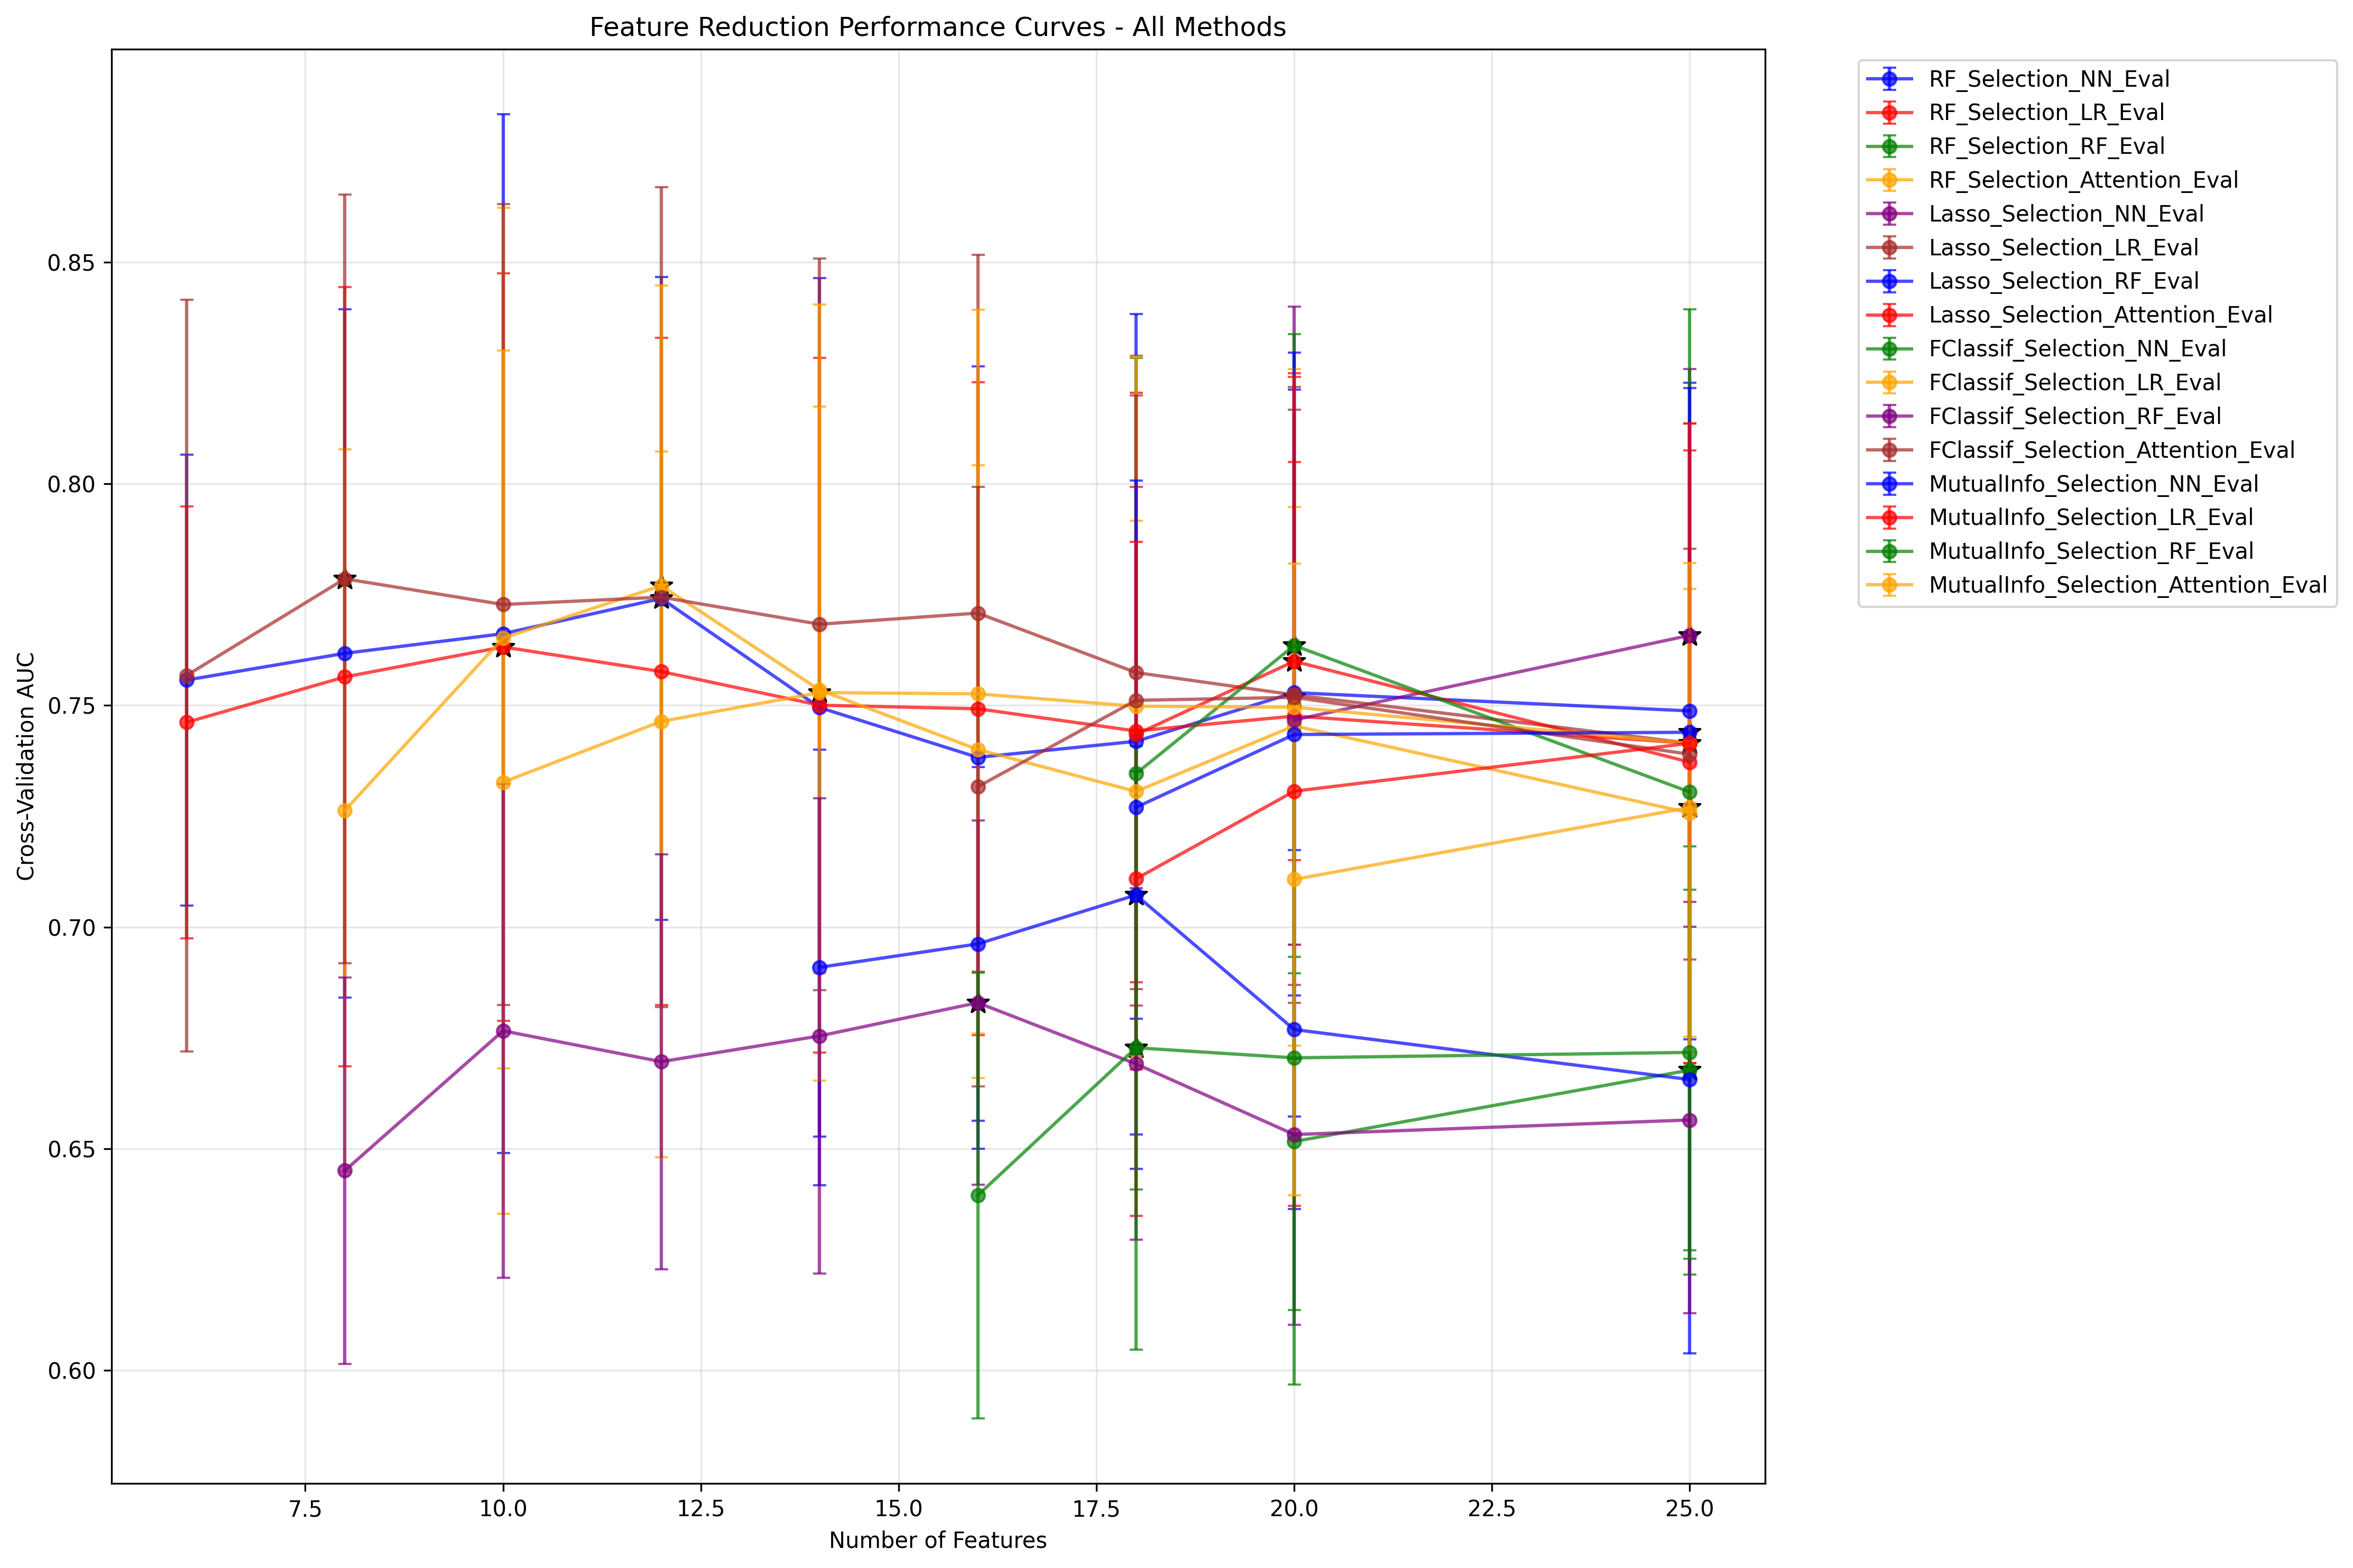 Feature Reduction Performance Curves - All Methods
Cross-Validation AUC
0.85
0.80
0.75
0.70
0.65
0.60
7.5
10.0
12.5
15.0
17.5
20.0
22.5
25.0
Number of Features
RF_Selection_NN_Eval
RF_Selection_LR_Eval
RF_Selection_RF_Eval
RF_Selection_Attention_Eval
Lasso_Selection_NN_Eval
Lasso_Selection_LR_Eval
Lasso_Selection_RF_Eval
Lasso_Selection_Attention_Eval
FClassif_Selection_NN_Eval
FClassif_Selection_LR_Eval
FClassif_Selection_RF_Eval
FClassif_Selection_Attention_Eval
MutualInfo_Selection_NN_Eval
MutualInfo_Selection_LR_Eval
MutualInfo_Selection_RF_Eval
MutualInfo_Selection_Attention_Eval